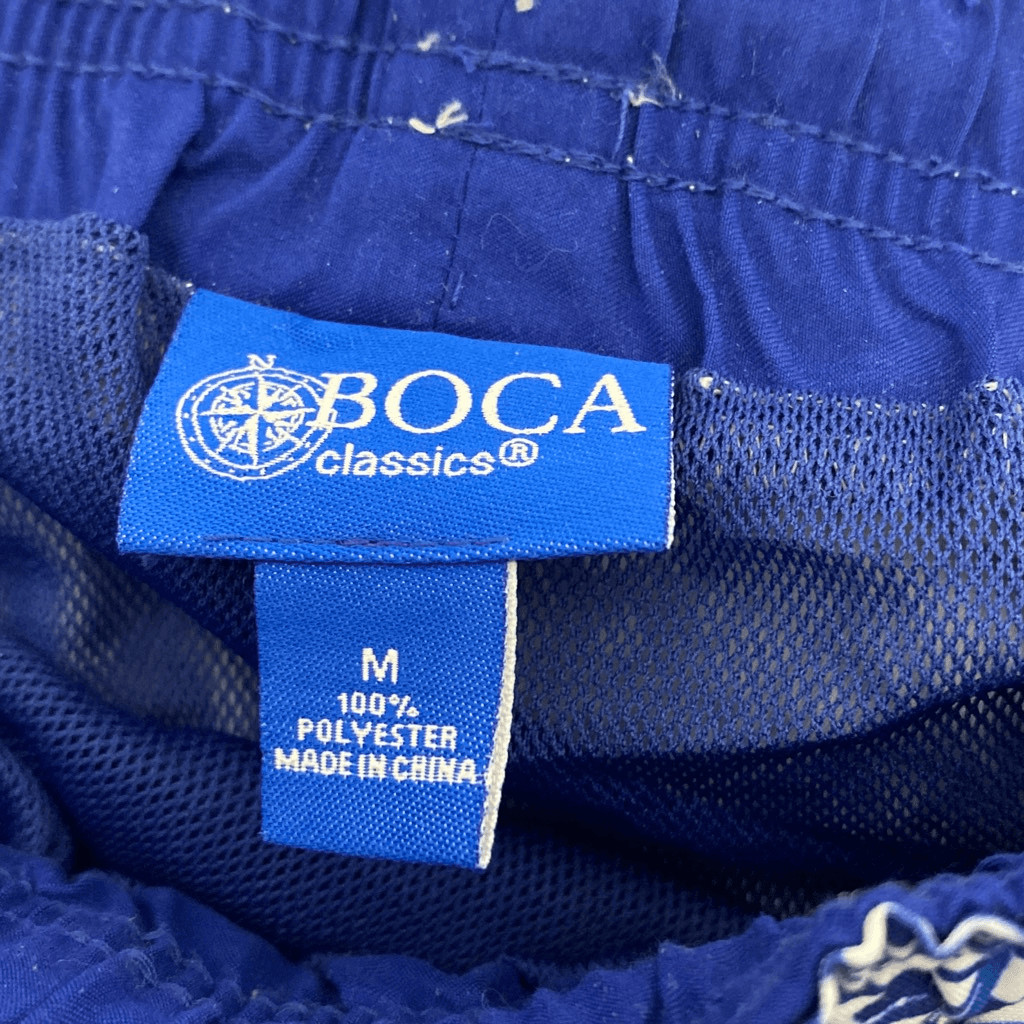 N
BOCA
classics®
M
100%
POLYESTER
MADE IN CHINA